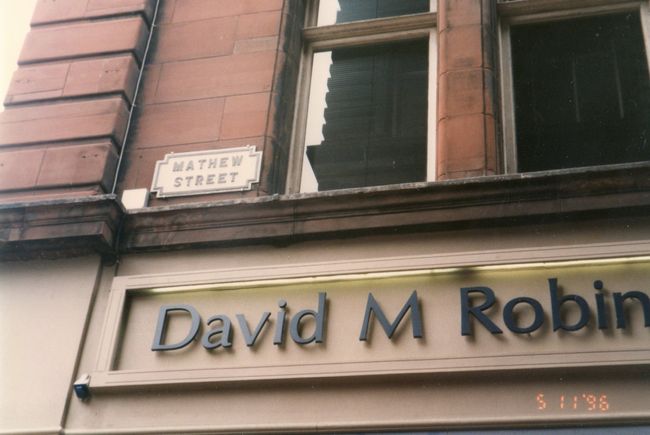 MATHEW
STREET
David M Robin
5 11 '96